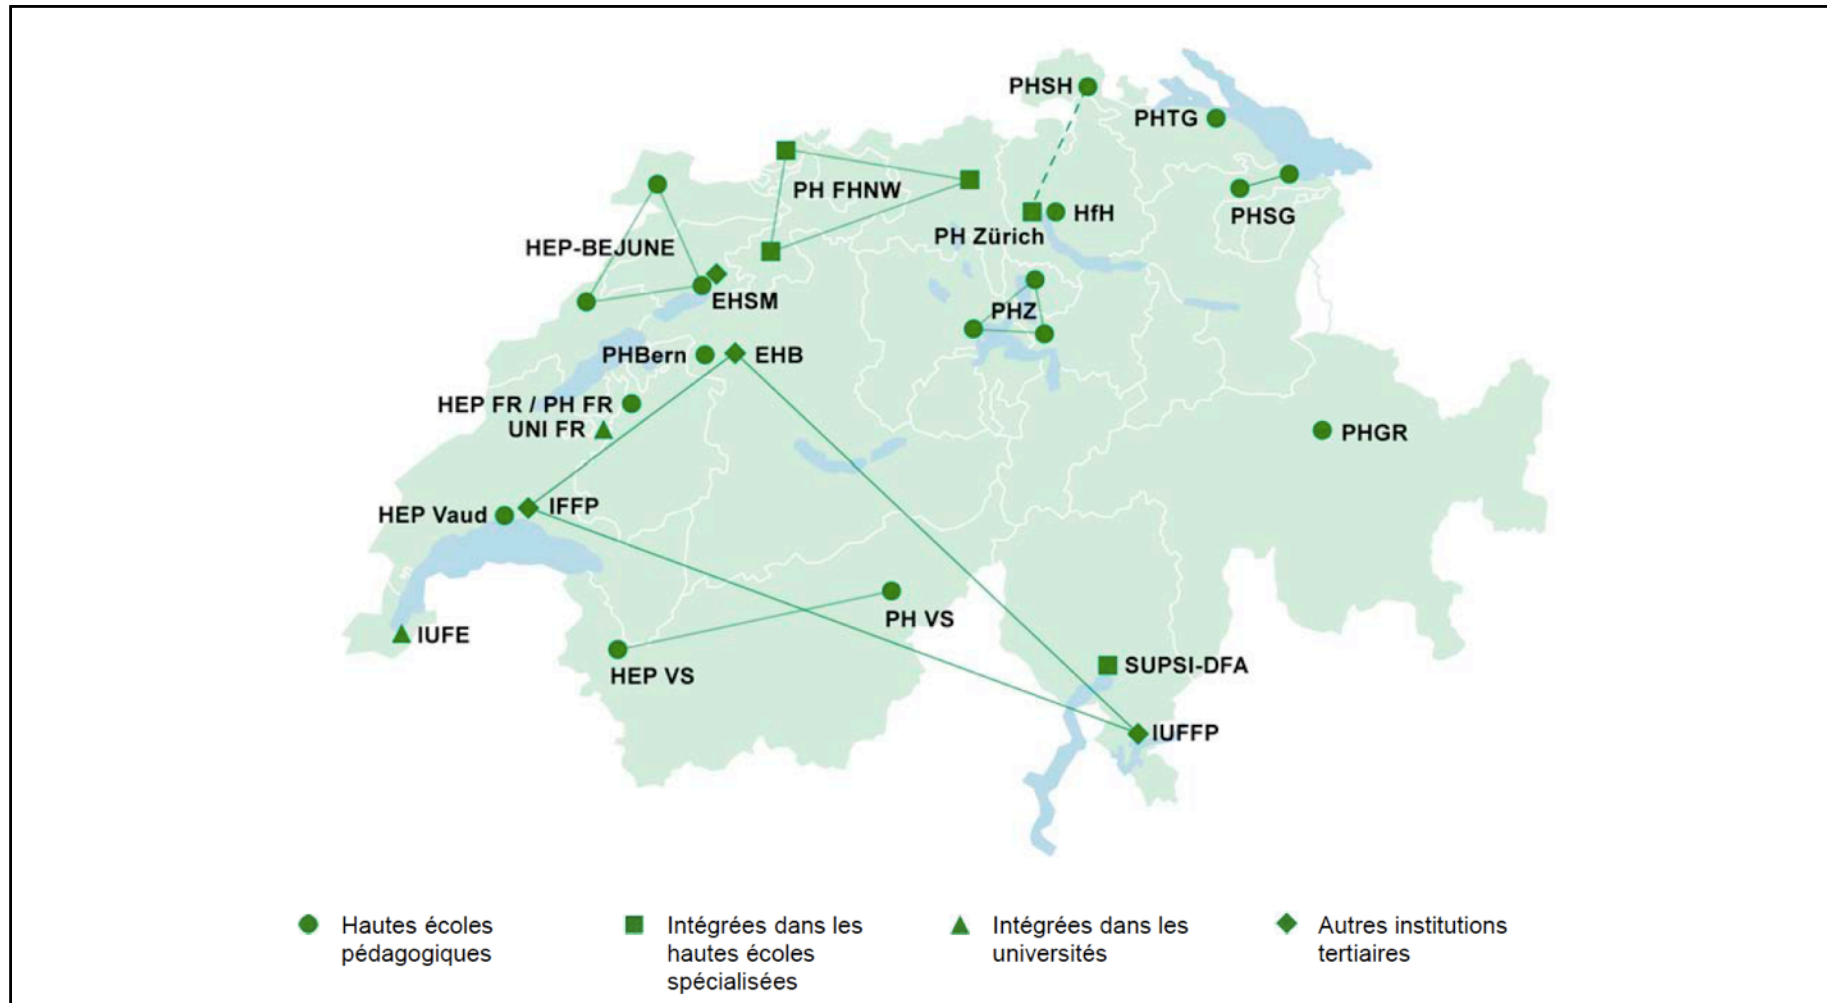 PHSH
PHTG
PH FHNW
HfH
PHSG
PH Zürich
HEP-BEJUNE
EHSM
PHZ
PHBern
EHB
HEP FR / PH FR
UNI FR
PHGR
HEP Vaud
IFFP
PH VS
IUFE
HEP VS
SUPSI-DFA
IUFFP
Hautes écoles
pédagogiques
Intégrées dans les
hautes écoles
spécialisées
Intégrées dans les
universités
Autres institutions
tertiaires